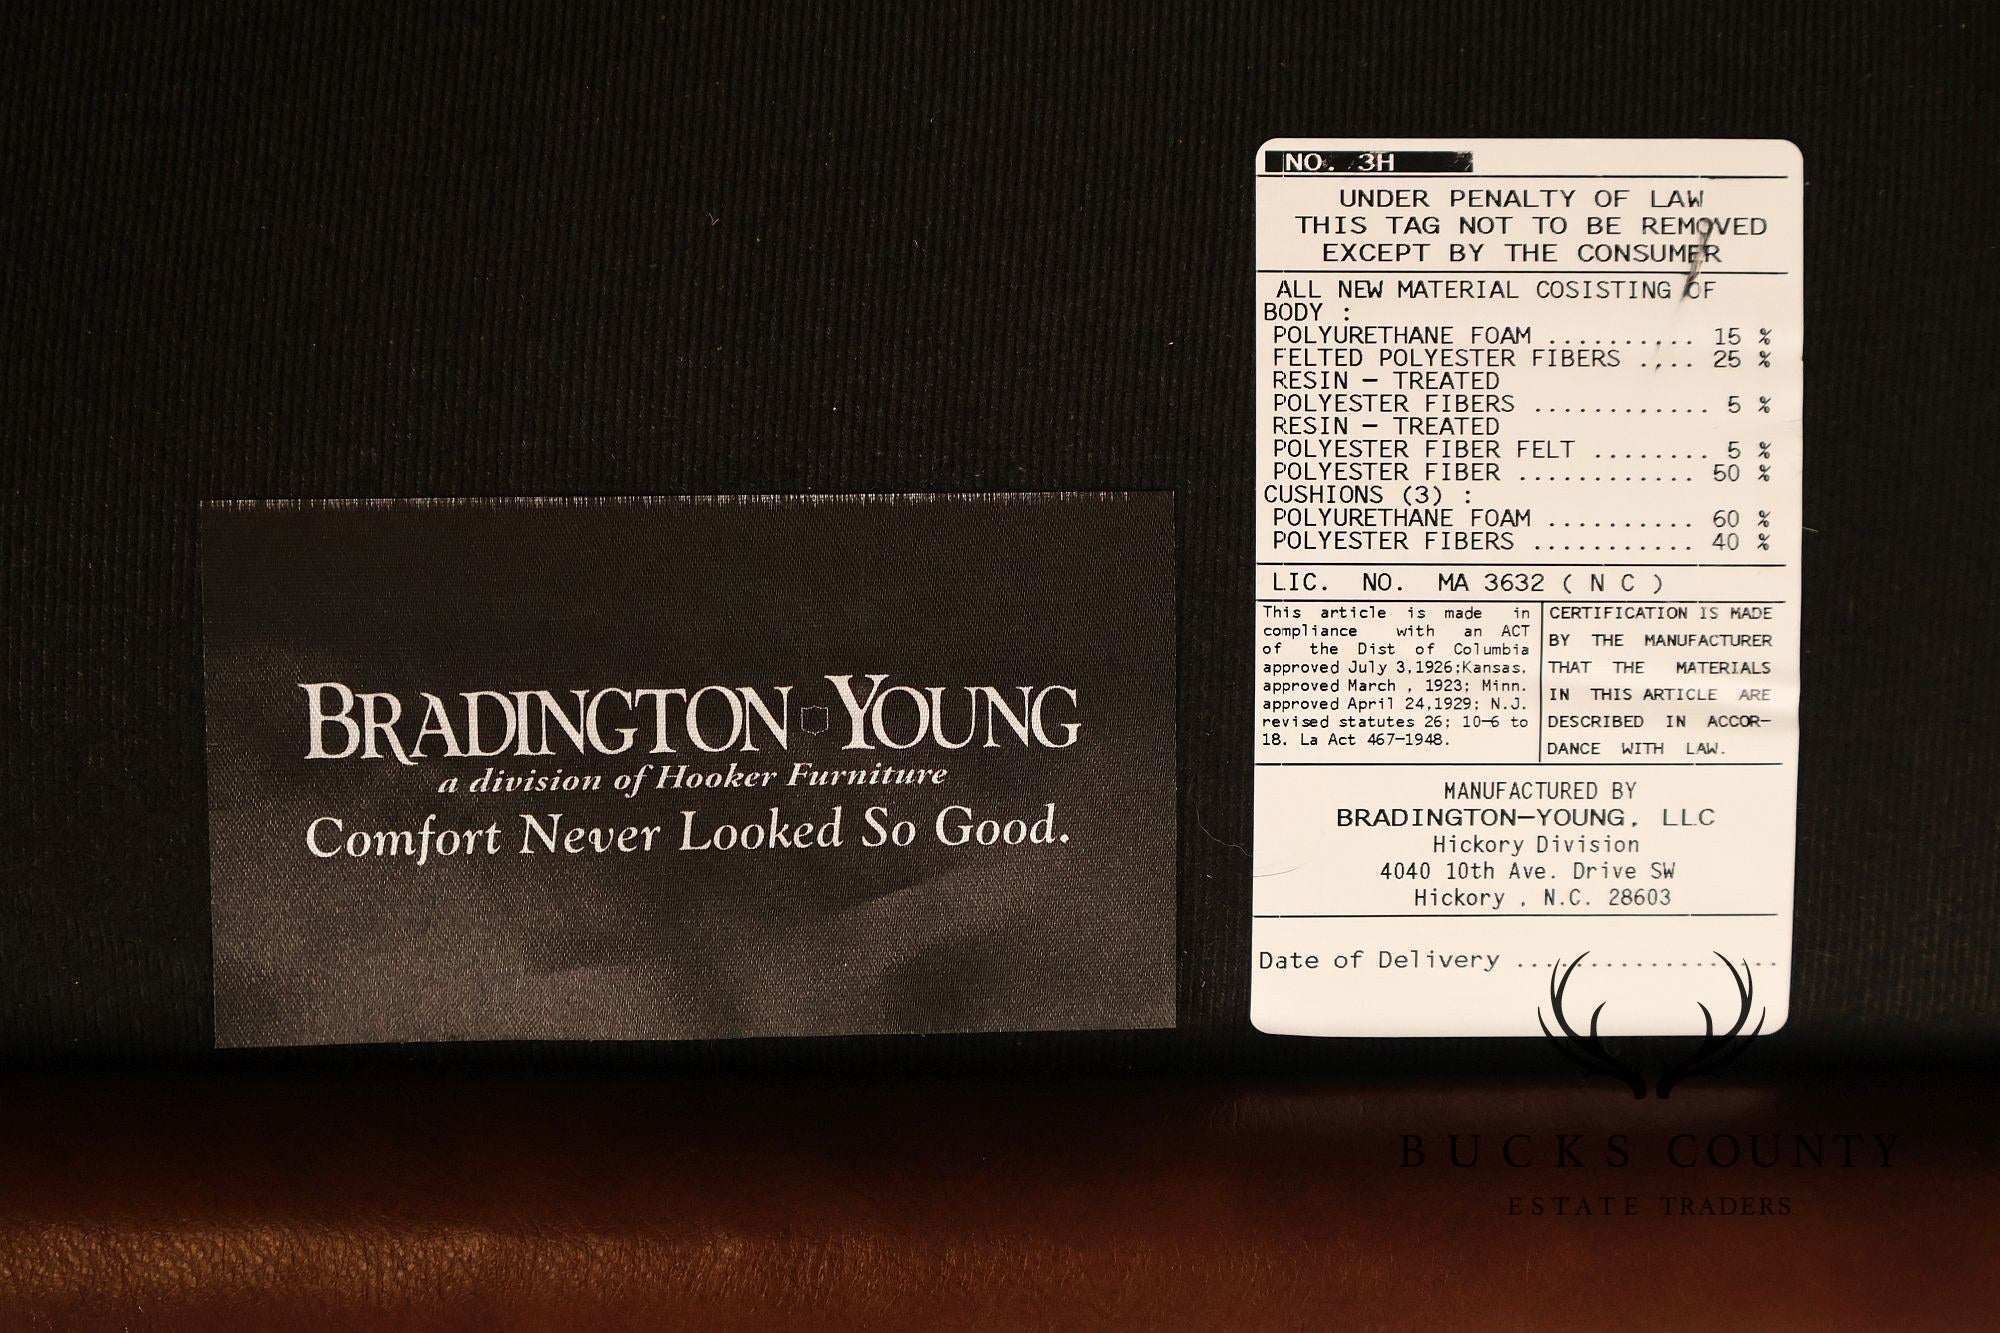 BRADINGTON YOUNG
a division of Hooker Furniture
Comfort Never Looked So Good.
NO. 3H
UNDER PENALTY OF LAW
THIS TAG NOT TO BE REMOVED
EXCEPT BY THE CONSUMER
ALL NEW MATERIAL COSISTING OF
BODY :
POLYURETHANE FOAM .......... 15 %
FELTED POLYESTER FIBERS .... 25 %
RESIN - TREATED
POLYESTER FIBERS ............ 5 %
RESIN - TREATED
POLYESTER FIBER FELT ........ 5 %
POLYESTER FIBER ............ 50 %
CUSHIONS (3) :
POLYURETHANE FOAM .......... 60 %
POLYESTER FIBERS ........... 40 %
LIC. NO. MA 3632 ( N C )
This article is made in
compliance with an ACT
of the Dist of Columbia
approved July 3,1926;Kansas.
approved March , 1923; Minn.
approved April 24,1929; N.J.
revised statutes 26: 10-6 to
18. La Act 467-1948.
CERTIFICATION IS MADE
BY THE MANUFACTURER
THAT THE MATERIALS
IN THIS ARTICLE ARE
DESCRIBED IN ACCOR-
DANCE WITH LAW.
MANUFACTURED BY
BRADINGTON-YOUNG, LLC
Hickory Division
4040 10th Ave. Drive SW
Hickory , N.C. 28603
Date of Delivery ................
BUCKS COUNTY
ESTATE TRADERS